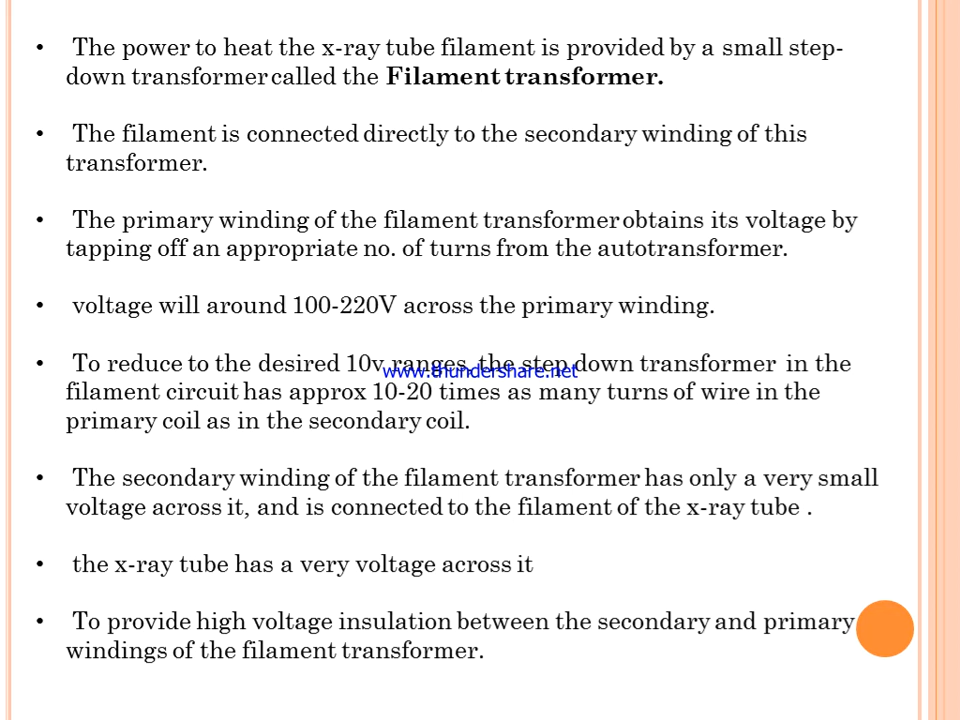 • The power to heat the x-ray tube filament is provided by a small step-
down transformer called the Filament transformer.
• The filament is connected directly to the secondary winding of this
transformer.
• The primary winding of the filament transformer obtains its voltage by
tapping off an appropriate no. of turns from the autotransformer.
• voltage will around 100-220V across the primary winding.
• To reduce to the desired 10v ranges, the step down transformer in the
www.thundershare.net
filament circuit has approx 10-20 times as many turns of wire in the
primary coil as in the secondary coil.
• The secondary winding of the filament transformer has only a very small
voltage across it, and is connected to the filament of the x-ray tube .
• the x-ray tube has a very voltage across it
• To provide high voltage insulation between the secondary and primary
windings of the filament transformer.